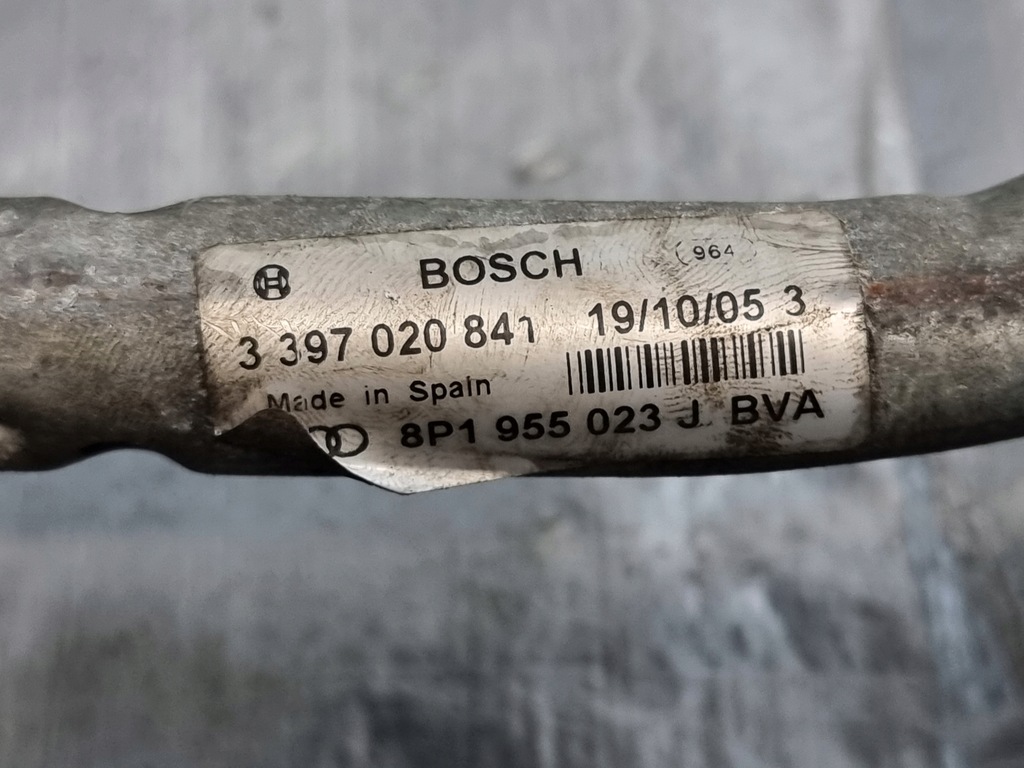 BOSCH (964)
3 397 020 841 19/10/05 3
Made in Spain
8P1 955 023 J BVA